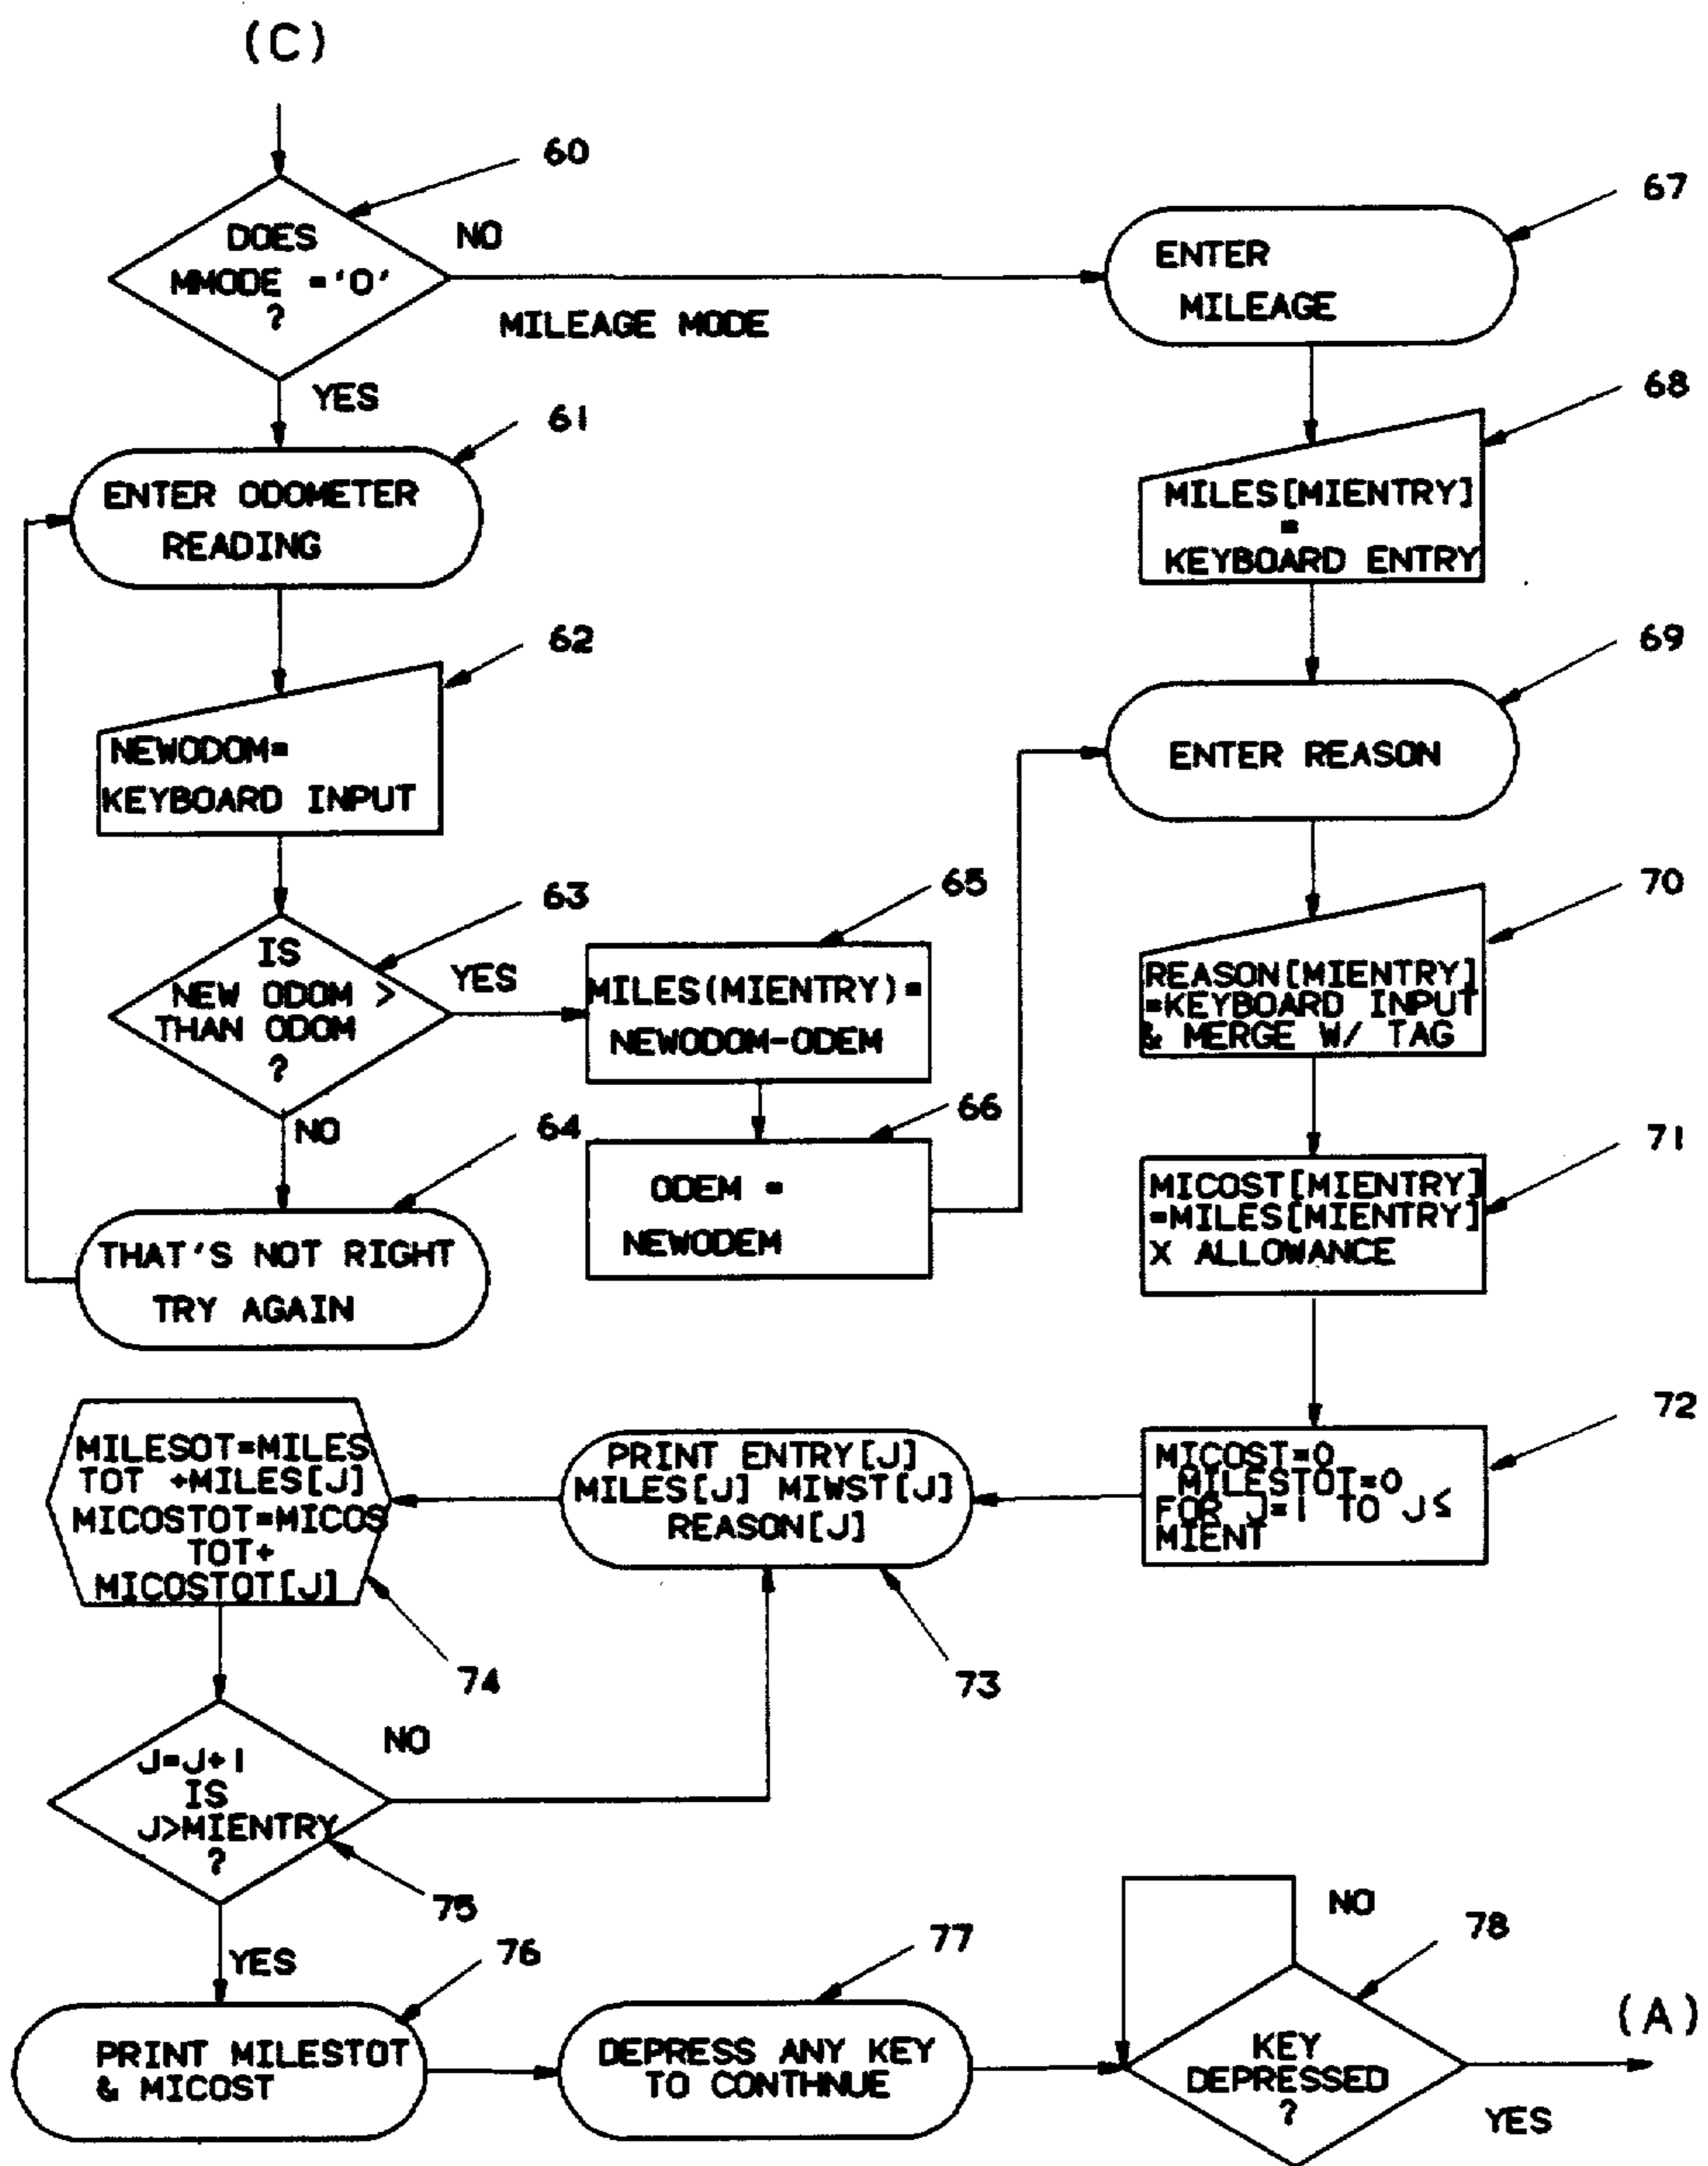 (C)
60
DOES
MMODE ='O'
?
NO
MILEAGE MODE
YES
67
ENTER
MILEAGE
61
ENTER ODOMETER
READING
68
MILES[MIENTRY]
=
KEYBOARD ENTRY
62
NEWODOM=
KEYBOARD INPUT
69
ENTER REASON
63
IS
NEW ODOM >
THAN ODOM
?
YES
NO
65
MILES(MIENTRY)=
NEWODOM-ODEM
70
REASON[MIENTRY]
=KEYBOARD INPUT
& MERGE W/ TAG
66
ODEM =
NEWODEM
64
THAT'S NOT RIGHT
TRY AGAIN
71
MICOST[MIENTRY]
=MILES[MIENTRY]
X ALLOWANCE
72
MICOST=0
MILESTOT=0
FOR J=1 TO J≤
MIENT
PRINT ENTRY[J]
MILES[J] MIWST[J]
REASON[J]
73
MILESOT=MILES
TOT +MILES[J]
MICOSTOT=MICOS
TOT+
MICOSTOT[J]
74
J=J+1
IS
J>MIENTRY
?
NO
75
YES
76
PRINT MILESTOT
& MICOST
77
DEPRESS ANY KEY
TO CONTHNUE
NO
78
KEY
DEPRESSED
?
YES
(A)